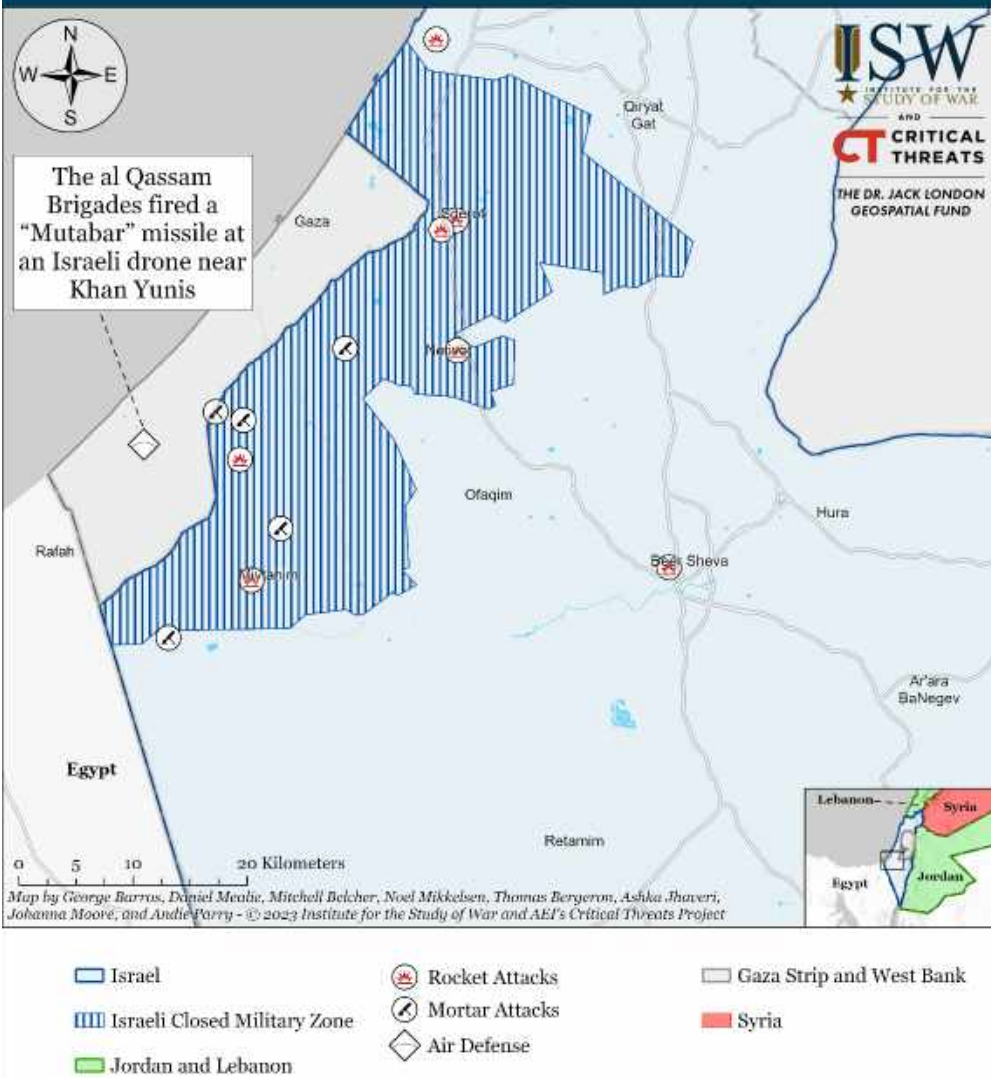 N
W E
S
ISW
INSTITUTE FOR THE
STUDY OF WAR
AND
CT CRITICAL
THREATS
THE DR. JACK LONDON
GEOSPATIAL FUND
The al Qassam
Brigades fired a
“Mutabar” missile at
an Israeli drone near
Khan Yunis
Qiryat
Gat
Gaza
Ofaqim
Hura
Rafah
Beer Sheva
Ar'ara
BaNegev
Egypt
Retamim
Lebanon
Syria
Egypt
Jordan
0 5 10 20 Kilometers
Map by George Barros, Daniel Mealie, Mitchell Belcher, Noel Mikkelsen, Thomas Bergeron, Ashka Jhaveri,
Johanna Moore, and Andie Parry - © 2023 Institute for the Study of War and AEI's Critical Threats Project
Israel
Israeli Closed Military Zone
Jordan and Lebanon
Rocket Attacks
Mortar Attacks
Air Defense
Gaza Strip and West Bank
Syria